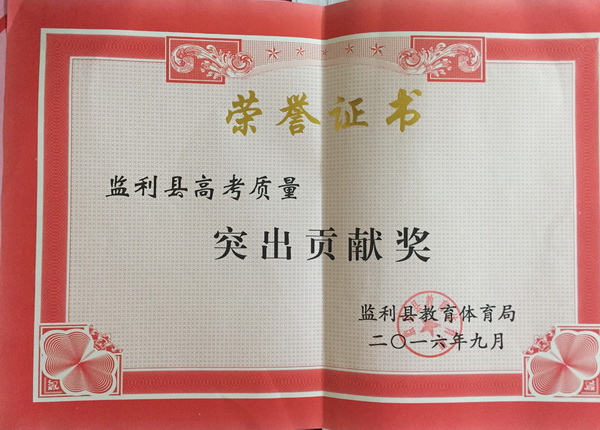 荣誉证书
监利县高考质量
突出贡献奖
监利县教育体育局
二〇一六年九月